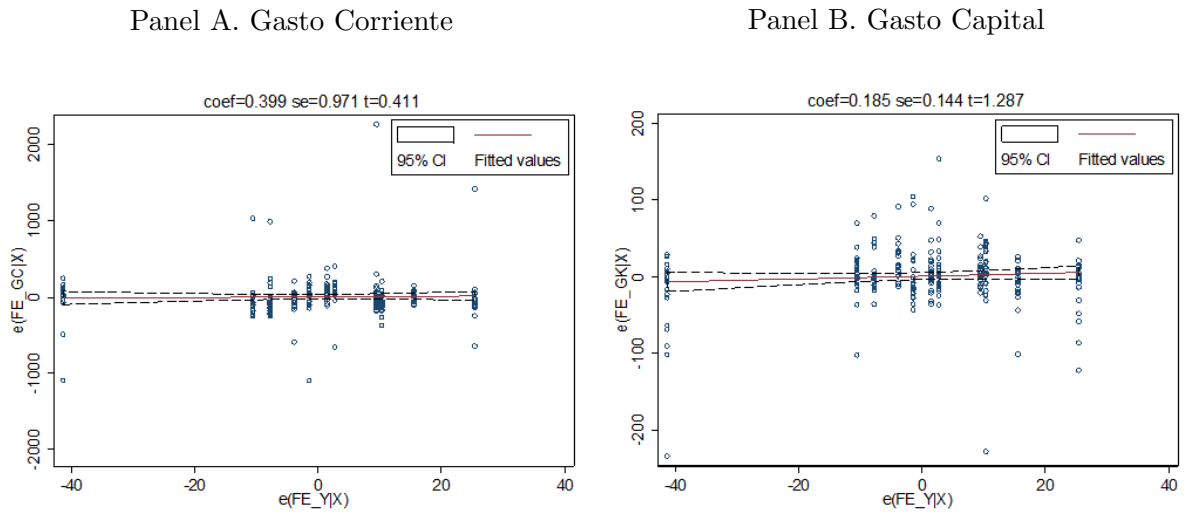 Panel A. Gasto Corriente
coef=0.399 se=0.971 t=0.411
95% CI
Fitted values
e(FE_GC|X)
2000
1000
0
-1000
-2000
-40
-20
0
20
40
e(FE_Y|X)
Panel B. Gasto Capital
coef=0.185 se=0.144 t=1.287
95% CI
Fitted values
e(FE_GK|X)
200
100
0
-100
-200
-40
-20
0
20
40
e(FE_Y|X)